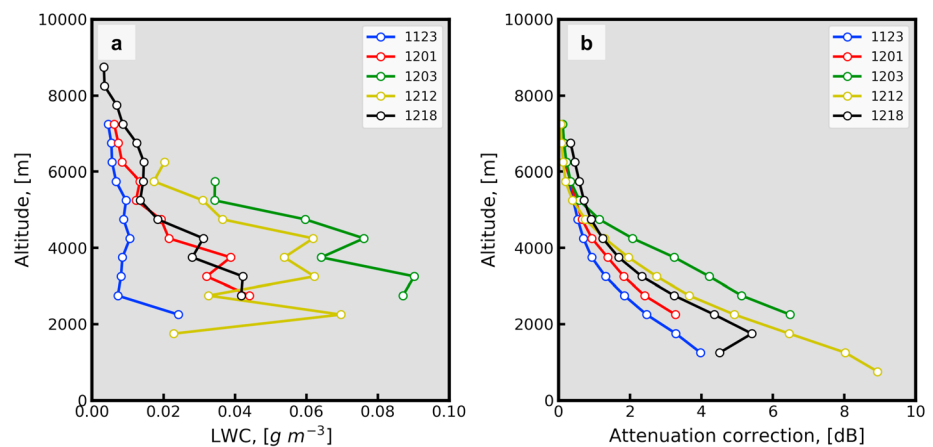 a
1123
1201
1203
1212
1218
10000
8000
6000
4000
2000
0
Altitude, [m]
0.00 0.02 0.04 0.06 0.08 0.10
LWC, [g m⁻³]
b
1123
1201
1203
1212
1218
10000
8000
6000
4000
2000
0
Altitude, [m]
0 2 4 6 8 10
Attenuation correction, [dB]